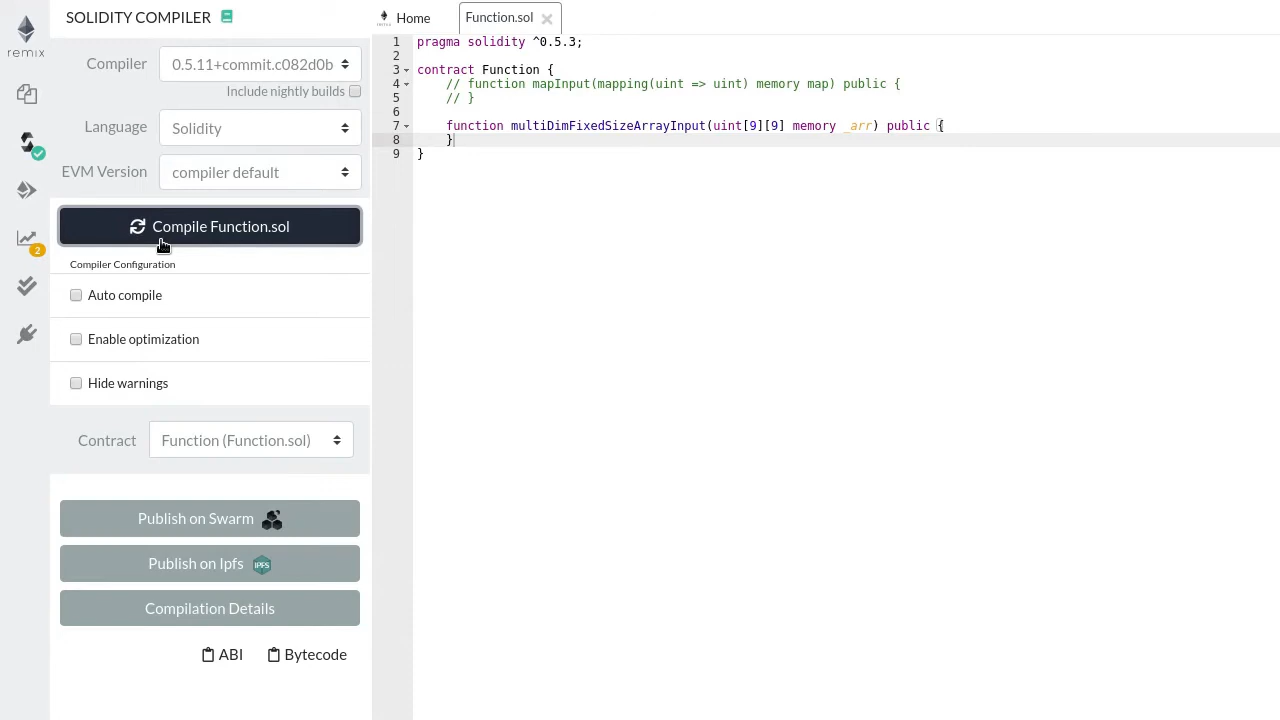 SOLIDITY COMPILER
remix
Compiler
0.5.11+commit.c082d0b
Include nightly builds
Language
Solidity
EVM Version
compiler default
2
Compile Function.sol
Compiler Configuration
Auto compile
Enable optimization
Hide warnings
Contract
Function (Function.sol)
Publish on Swarm
Publish on Ipfs
IPFS
Compilation Details
ABI
Bytecode
remix
Home
Function.sol
1 pragma solidity ^0.5.3;
2
3 contract Function {
4     // function mapInput(mapping(uint => uint) memory map) public {
5     // }
6
7     function multiDimFixedSizeArrayInput(uint[9][9] memory _arr) public {
8     }
9 }